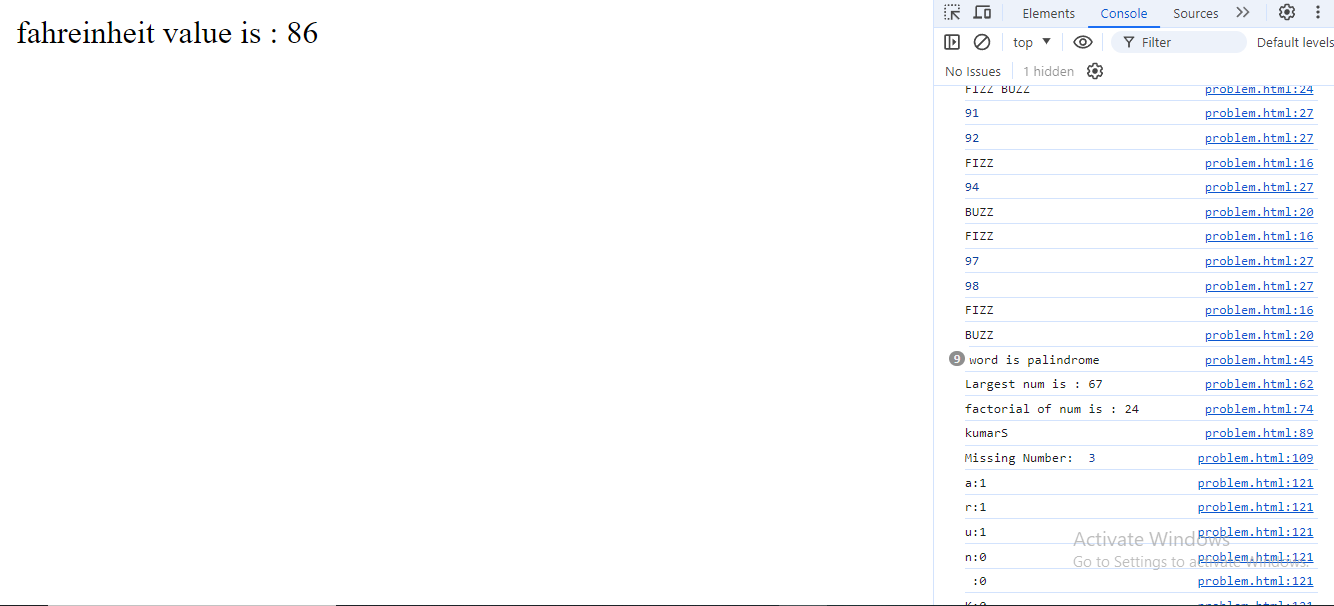 fahreinheit value is : 86
Elements Console Sources
top Filter Default levels
No Issues 1 hidden
FIZZ BUZZ problem.html:24
91 problem.html:27
92 problem.html:27
FIZZ problem.html:16
94 problem.html:27
BUZZ problem.html:20
FIZZ problem.html:16
97 problem.html:27
98 problem.html:27
FIZZ problem.html:16
BUZZ problem.html:20
9 word is palindrome problem.html:45
Largest num is : 67 problem.html:62
factorial of num is : 24 problem.html:74
kumarS problem.html:89
Missing Number:  3 problem.html:109
a:1 problem.html:121
r:1 problem.html:121
u:1 problem.html:121
Activate Windows
n:0 problem.html:121
Go to Settings to activate Windows.
:0 problem.html:121
K:0 problem.html:121